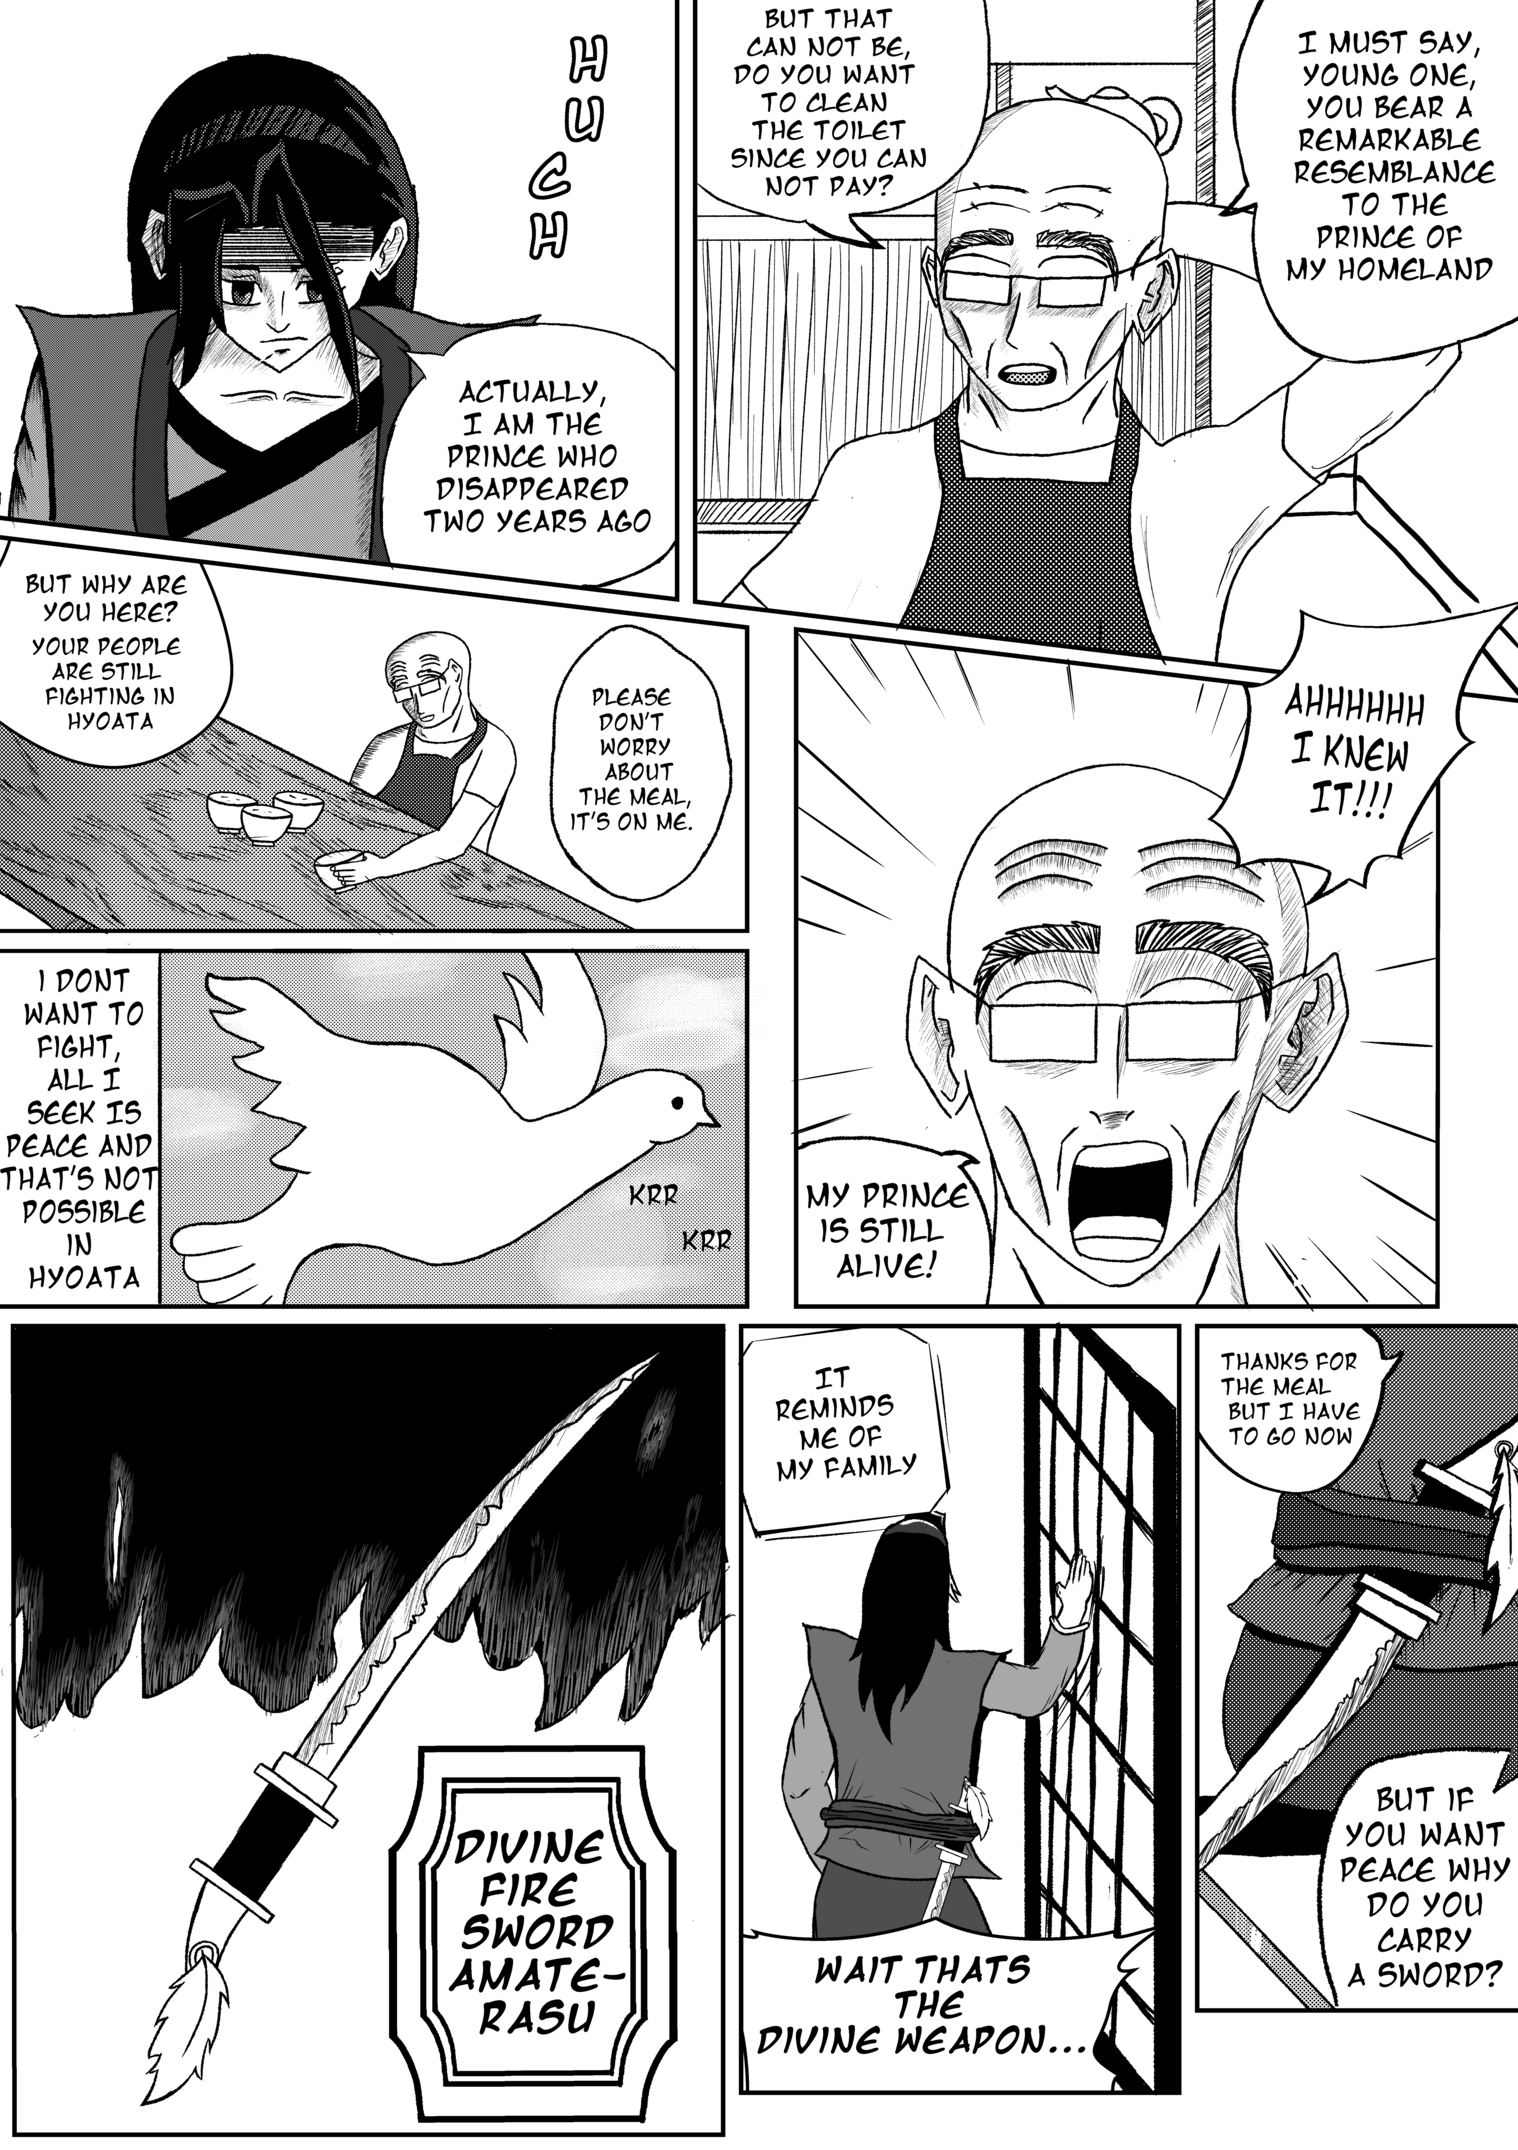 I MUST SAY,
YOUNG ONE,
YOU BEAR A
REMARKABLE
RESEMBLANCE
TO THE
PRINCE OF
MY HOMELAND
BUT THAT
CAN NOT BE,
DO YOU WANT
TO CLEAN
THE TOILET
SINCE YOU CAN
NOT PAY?
HUCH
ACTUALLY,
I AM THE
PRINCE WHO
DISAPPEARED
TWO YEARS AGO
AHHHHHH
I KNEW
IT!!!
MY PRINCE
IS STILL
ALIVE!
PLEASE
DON'T
WORRY
ABOUT
THE MEAL,
IT'S ON ME.
BUT WHY ARE
YOU HERE?
YOUR PEOPLE
ARE STILL
FIGHTING IN
HYOATA
KRR
KRR
I DONT
WANT TO
FIGHT,
ALL I
SEEK IS
PEACE AND
THAT'S NOT
POSSIBLE
IN
HYOATA
THANKS FOR
THE MEAL
BUT I HAVE
TO GO NOW
BUT IF
YOU WANT
PEACE WHY
DO YOU
CARRY
A SWORD?
IT
REMINDS
ME OF
MY FAMILY
WAIT THATS
THE
DIVINE WEAPON...
DIVINE
FIRE
SWORD
AMATE-
RASU